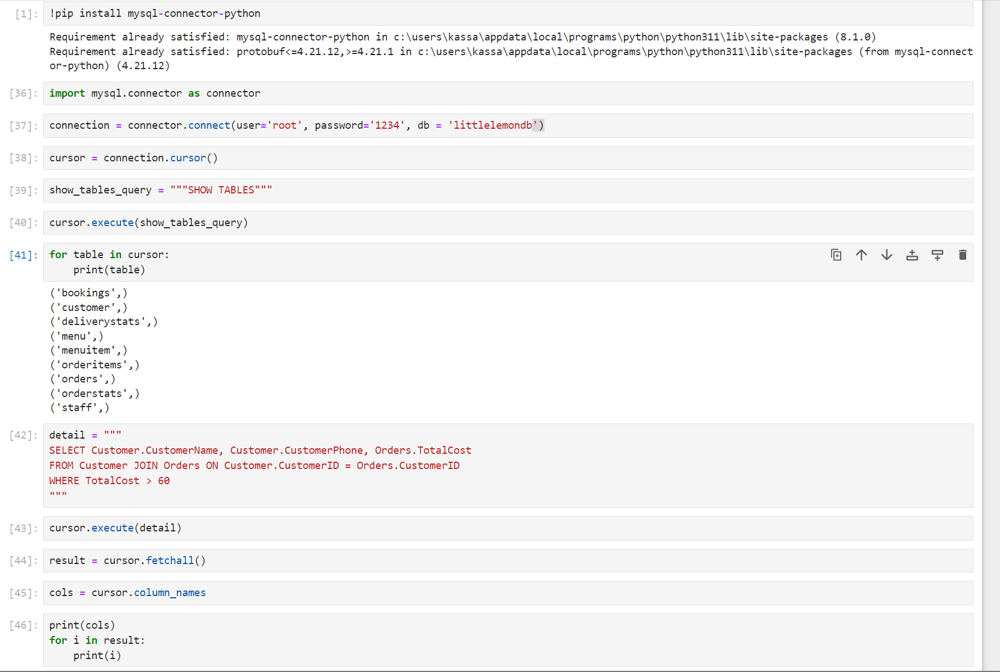 [1]: !pip install mysql-connector-python
Requirement already satisfied: mysql-connector-python in c:\users\kassa\appdata\local\programs\python\python311\lib\site-packages (8.1.0)
Requirement already satisfied: protobuf<=4.21.12,>=4.21.1 in c:\users\kassa\appdata\local\programs\python\python311\lib\site-packages (from mysql-connect
or-python) (4.21.12)
[36]: import mysql.connector as connector
[37]: connection = connector.connect(user='root', password='1234', db = 'littlelemondb')
[38]: cursor = connection.cursor()
[39]: show_tables_query = """SHOW TABLES"""
[40]: cursor.execute(show_tables_query)
[41]: for table in cursor:
    print(table)
('bookings',)
('customer',)
('deliverystats',)
('menu',)
('menuitem',)
('orderitems',)
('orders',)
('orderstats',)
('staff',)
[42]: detail = """
SELECT Customer.CustomerName, Customer.CustomerPhone, Orders.TotalCost
FROM Customer JOIN Orders ON Customer.CustomerID = Orders.CustomerID
WHERE TotalCost > 60
"""
[43]: cursor.execute(detail)
[44]: result = cursor.fetchall()
[45]: cols = cursor.column_names
[46]: print(cols)
for i in result:
    print(i)